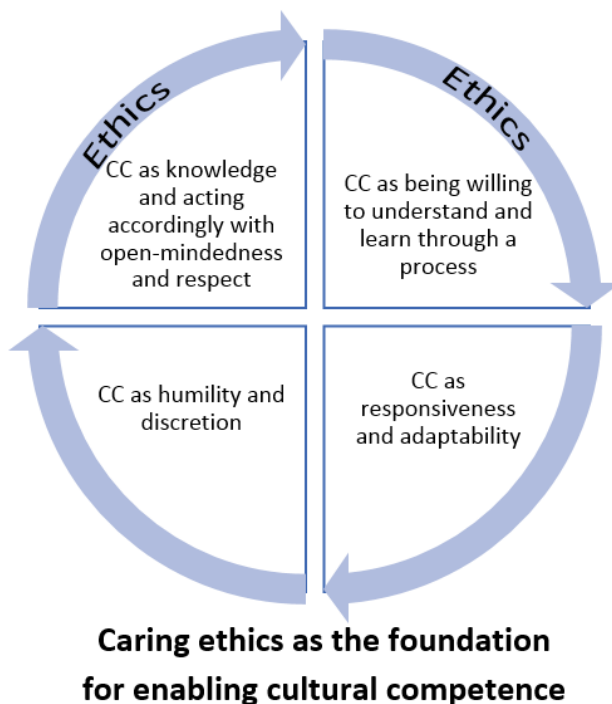 Ethics
Ethics
CC as knowledge
and acting
accordingly with
open-mindedness
and respect
CC as being willing
to understand and
learn through a
process
CC as humility and
discretion
CC as
responsiveness
and adaptability
Caring ethics as the foundation
for enabling cultural competence